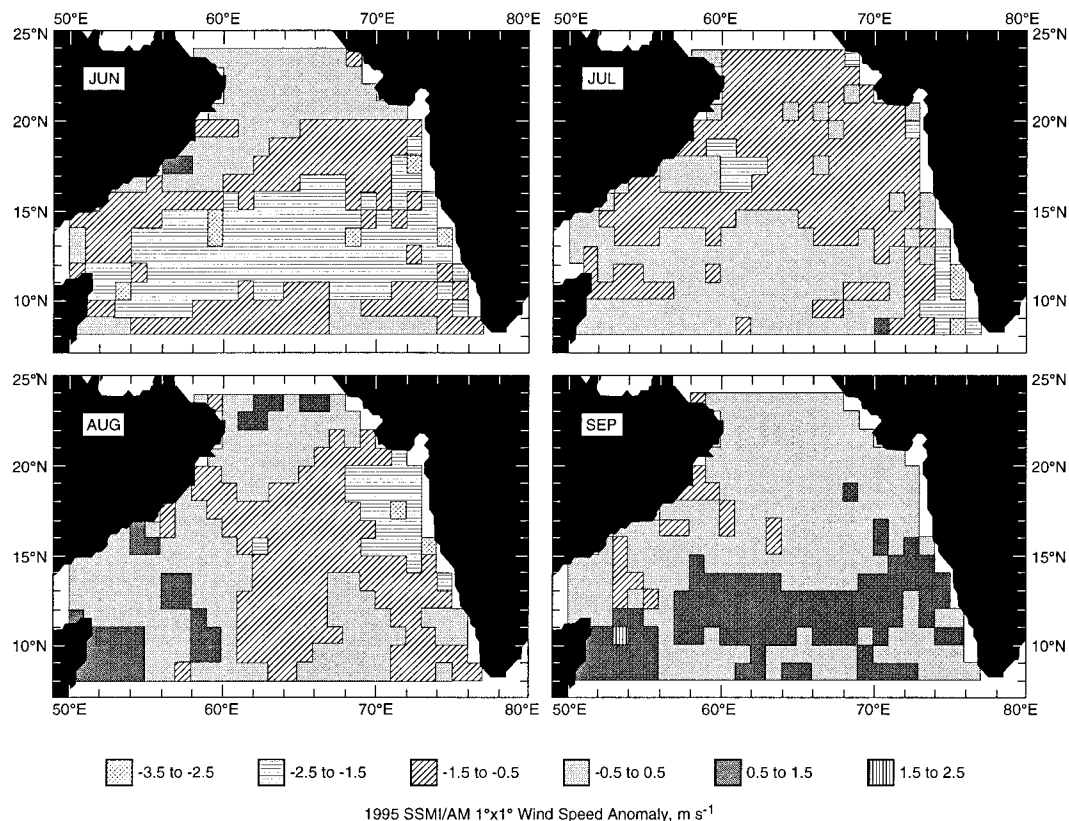 50°E 60°E 70°E 80°E 50°E 60°E 70°E 80°E
25°N 25°N
JUN JUL
20°N 20°N
15°N 15°N
10°N 10°N
25°N 25°N
AUG SEP
20°N 20°N
15°N 15°N
10°N 10°N
50°E 60°E 70°E 80°E 50°E 60°E 70°E 80°E
-3.5 to -2.5 -2.5 to -1.5 -1.5 to -0.5 -0.5 to 0.5 0.5 to 1.5 1.5 to 2.5
1995 SSMI/AM 1°x1° Wind Speed Anomaly, m s⁻¹